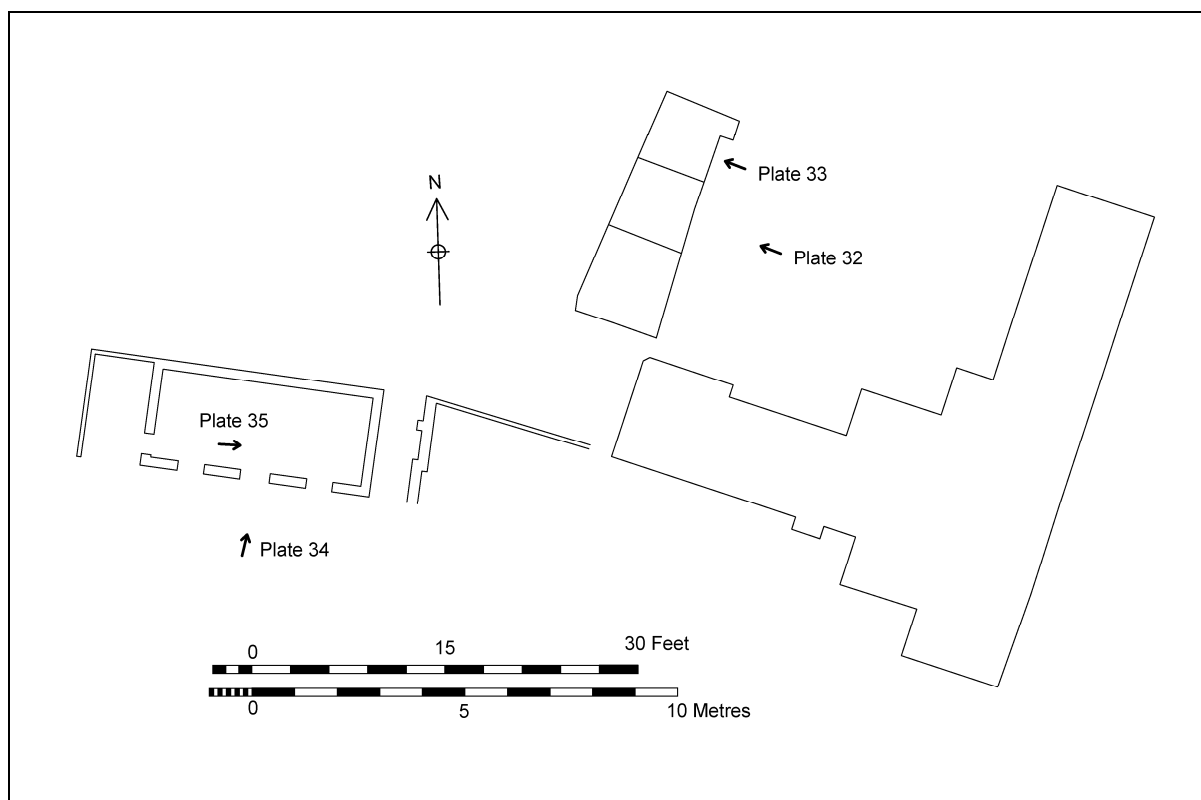 Plate 33
N
Plate 32
Plate 35
Plate 34
0 15 30 Feet
0 5 10 Metres